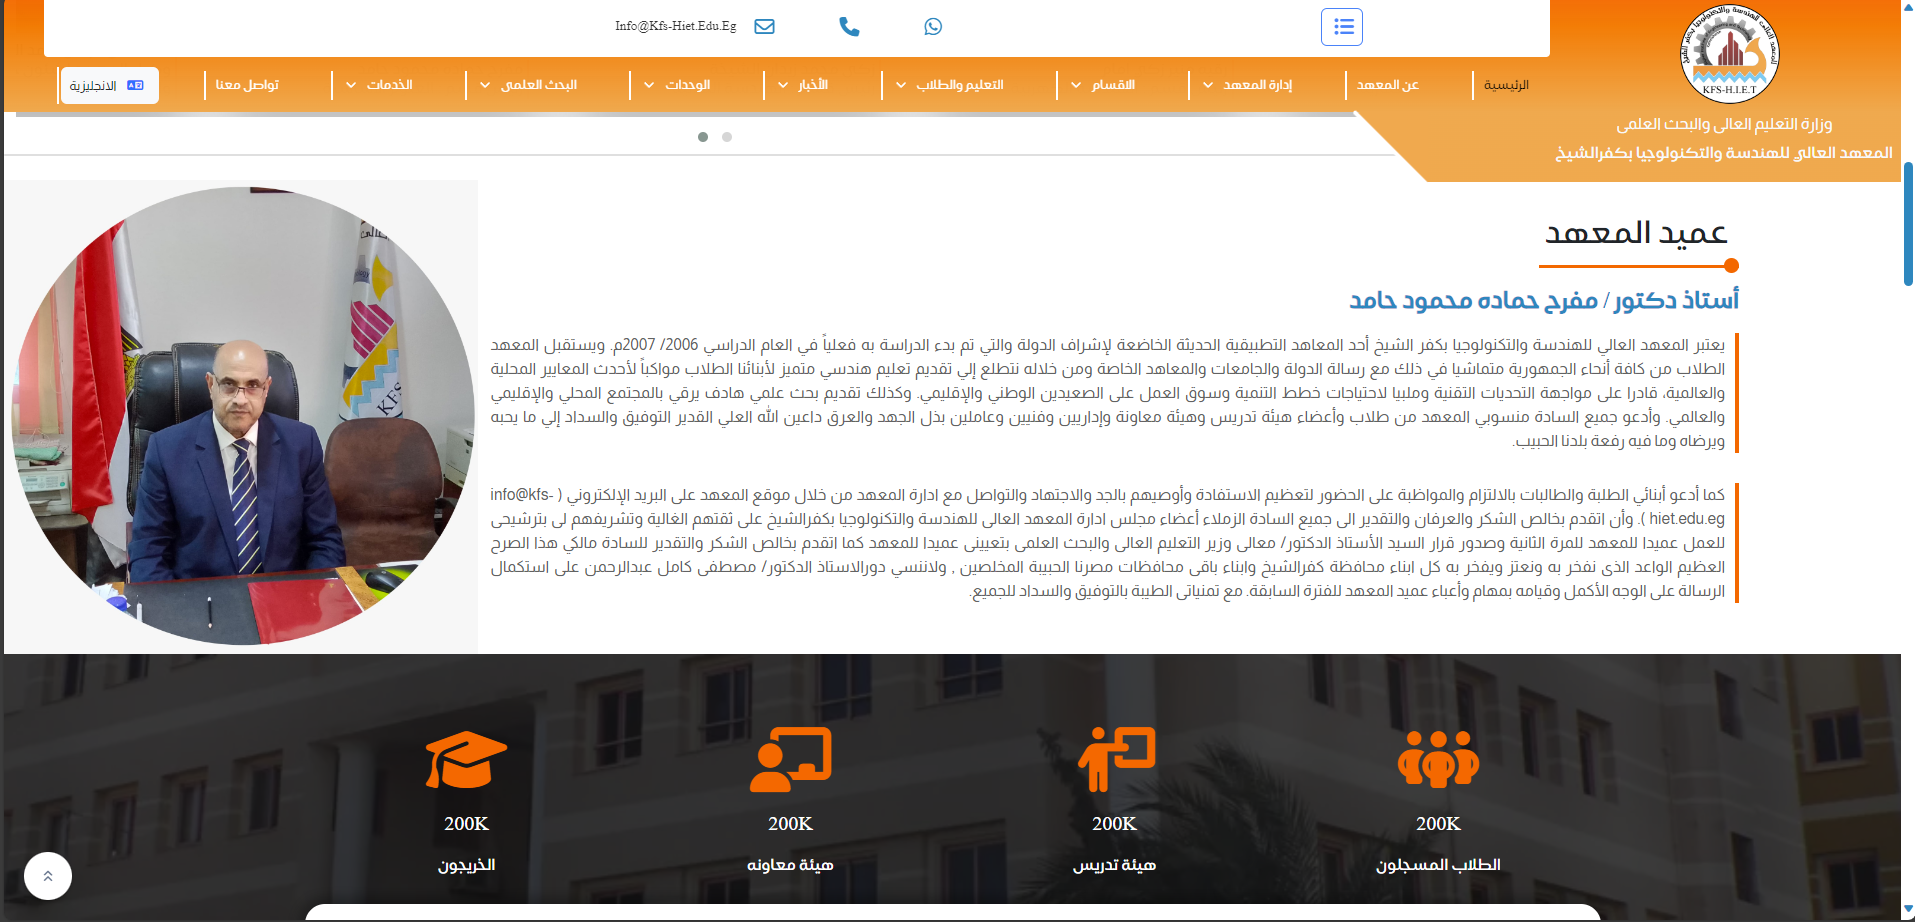 Info@Kfs-Hiet.Edu.Eg
KFS-H.I.E.T
الرئيسية
عن المعهد
إدارة المعهد
الاقسام
التعليم والطلاب
الأخبار
الوحدات
البحث العلمى
الخدمات
تواصل معنا
الانجليزية
وزارة التعليم العالى والبحث العلمى
المعهد العالي للهندسة والتكنولوجيا بكفرالشيخ
عميد المعهد
أستاذ دكتور/ مفرح حماده محمود حامد
يعتبر المعهد العالي للهندسة والتكنولوجيا بكفر الشيخ أحد المعاهد التطبيقية الحديثة الخاضعة لإشراف الدولة والتي تم بدء الدراسة به فعلياً في العام الدراسي 2006/ 2007م. ويستقبل المعهد
الطلاب من كافة أنحاء الجمهورية متماشيا في ذلك مع رسالة الدولة والجامعات والمعاهد الخاصة ومن خلاله نتطلع إلي تقديم تعليم هندسي متميز لأبنائنا الطلاب مواكباً لأحدث المعايير المحلية
والعالمية، قادرا على مواجهة التحديات التقنية وملبيا لاحتياجات خطط التنمية وسوق العمل على الصعيدين الوطني والإقليمي. وكذلك تقديم بحث علمي هادف يرقي بالمجتمع المحلي والإقليمي
والعالمي. وأدعو جميع السادة منسوبي المعهد من طلاب وأعضاء هيئة تدريس وهيئة معاونة وإداريين وفنيين وعاملين بذل الجهد والعرق داعين الله العلي القدير التوفيق والسداد إلي ما يحبه
ويرضاه وما فيه رفعة بلدنا الحبيب.
كما أدعو أبنائي الطلبة والطالبات بالالتزام والمواظبة على الحضور لتعظيم الاستفادة وأوصيهم بالجد والاجتهاد والتواصل مع ادارة المعهد من خلال موقع المعهد على البريد الإلكتروني ( info@kfs-
hiet.edu.eg ). وأن اتقدم بخالص الشكر والعرفان والتقدير الى جميع السادة الزملاء أعضاء مجلس ادارة المعهد العالى للهندسة والتكنولوجيا بكفرالشيخ على ثقتهم الغالية وتشريفهم لى بترشيحى
للعمل عميدا للمعهد للمرة الثانية وصدور قرار السيد الأستاذ الدكتور/ معالى وزير التعليم العالى والبحث العلمى بتعيينى عميدا للمعهد كما اتقدم بخالص الشكر والتقدير للسادة مالكي هذا الصرح
العظيم الواعد الذى نفخر به ونعتز ويفخر به كل ابناء محافظة كفرالشيخ وابناء باقى محافظات مصرنا الحبيبة المخلصين , ولاننسي دورالاستاذ الدكتور/ مصطفى كامل عبدالرحمن على استكمال
الرسالة على الوجه الأكمل وقيامه بمهام وأعباء عميد المعهد للفترة السابقة. مع تمنياتى الطيبة بالتوفيق والسداد للجميع.
KFS
200K
الطلاب المسجلون
200K
هيئة تدريس
200K
هيئة معاونه
200K
الخريجون